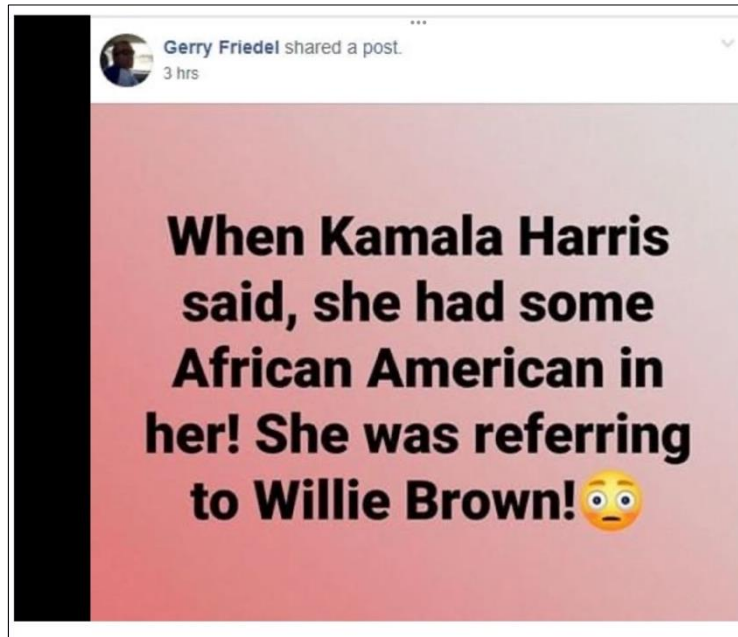 Gerry Friedel shared a post.
3 hrs
When Kamala Harris
said, she had some
African American in
her! She was referring
to Willie Brown!😳